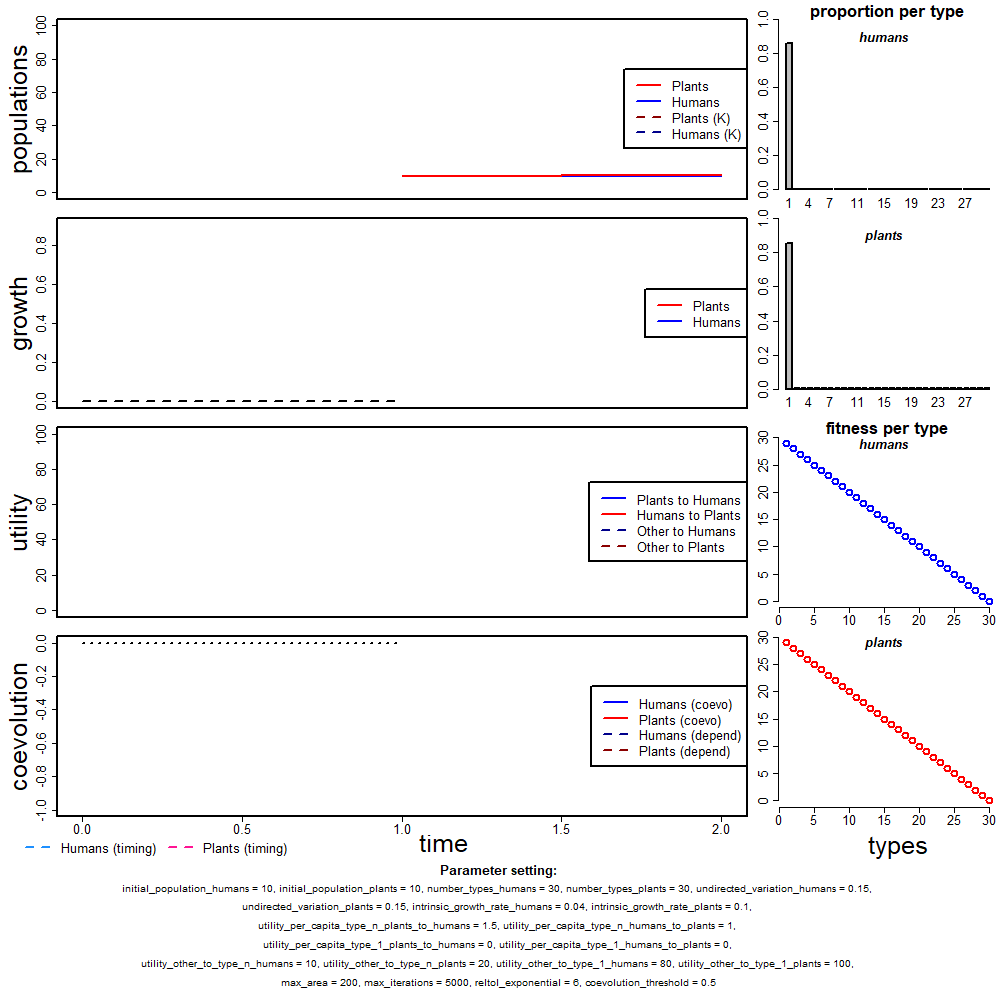 populations
0 20 40 60 80 100
Plants
Humans
Plants (K)
Humans (K)
proportion per type
humans
0.0 0.2 0.4 0.6 0.8 1.0
1 4 7 11 15 19 23 27
growth
0.0 0.2 0.4 0.6 0.8
Plants
Humans
plants
0.0 0.2 0.4 0.6 0.8 1.0
1 4 7 11 15 19 23 27
utility
0 20 40 60 80 100
Plants to Humans
Humans to Plants
Other to Humans
Other to Plants
fitness per type
humans
0 5 10 15 20 25 30
0 5 10 15 20 25 30
coevolution
-1.0 -0.8 -0.6 -0.4 -0.2 0.0
Humans (coevo)
Plants (coevo)
Humans (depend)
Plants (depend)
0.0 0.5 1.0 1.5 2.0
time
Humans (timing) Plants (timing)
plants
0 5 10 15 20 25 30
0 5 10 15 20 25 30
types
Parameter setting:
initial_population_humans = 10, initial_population_plants = 10, number_types_humans = 30, number_types_plants = 30, undirected_variation_humans = 0.15,
undirected_variation_plants = 0.15, intrinsic_growth_rate_humans = 0.04, intrinsic_growth_rate_plants = 0.1,
utility_per_capita_type_n_plants_to_humans = 1.5, utility_per_capita_type_n_humans_to_plants = 1,
utility_per_capita_type_1_plants_to_humans = 0, utility_per_capita_type_1_humans_to_plants = 0,
utility_other_to_type_n_humans = 10, utility_other_to_type_n_plants = 20, utility_other_to_type_1_humans = 80, utility_other_to_type_1_plants = 100,
max_area = 200, max_iterations = 5000, reltol_exponential = 6, coevolution_threshold = 0.5